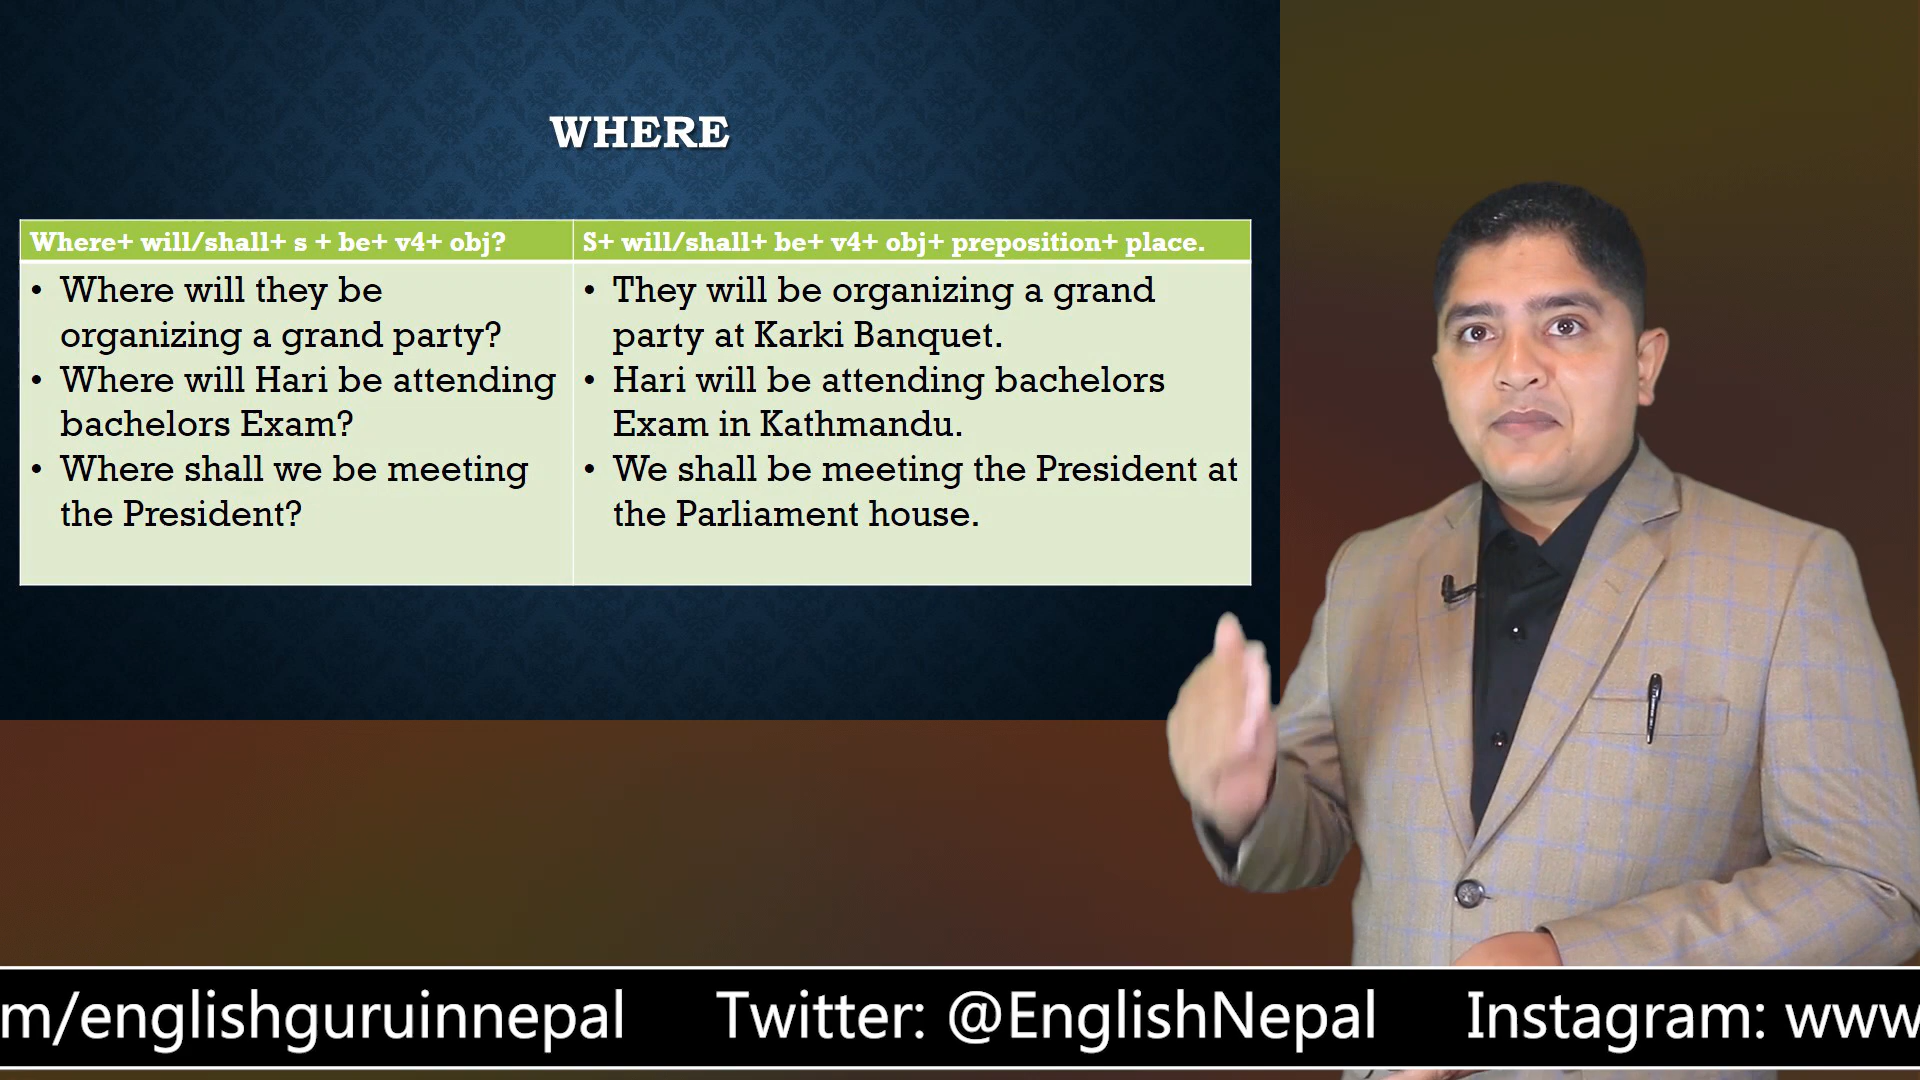 WHERE
Where+ will/shall+ s + be+ v4+ obj?
S+ will/shall+ be+ v4+ obj+ preposition+ place.
• Where will they be
organizing a grand party?
• Where will Hari be attending
bachelors Exam?
• Where shall we be meeting
the President?
• They will be organizing a grand
party at Karki Banquet.
• Hari will be attending bachelors
Exam in Kathmandu.
• We shall be meeting the President at
the Parliament house.
m/englishguruinnepal Twitter: @EnglishNepal Instagram: www